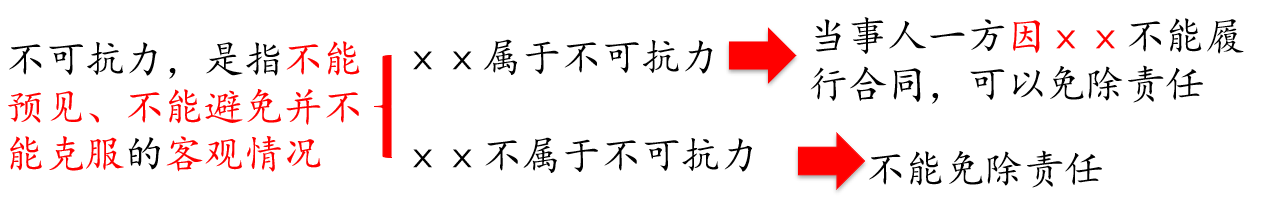 不可抗力，是指不能
预见、不能避免并不
能克服的客观情况
x x 属于不可抗力
当事人一方因 x x 不能履
行合同，可以免除责任
x x 不属于不可抗力
不能免除责任